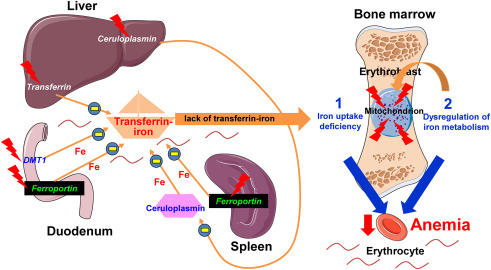 Liver
Ceruloplasmin
Transferrin
Transferrin-
iron
lack of transferrin-iron
DMT1
Fe
Fe
Ferroportin
Fe
Fe
Ferroportin
Ceruloplasmin
Duodenum
Spleen
Bone marrow
Erythroblast
Mitochondrion
1
Iron uptake
deficiency
2
Dysregulation
of iron metabolism
Anemia
Erythrocyte